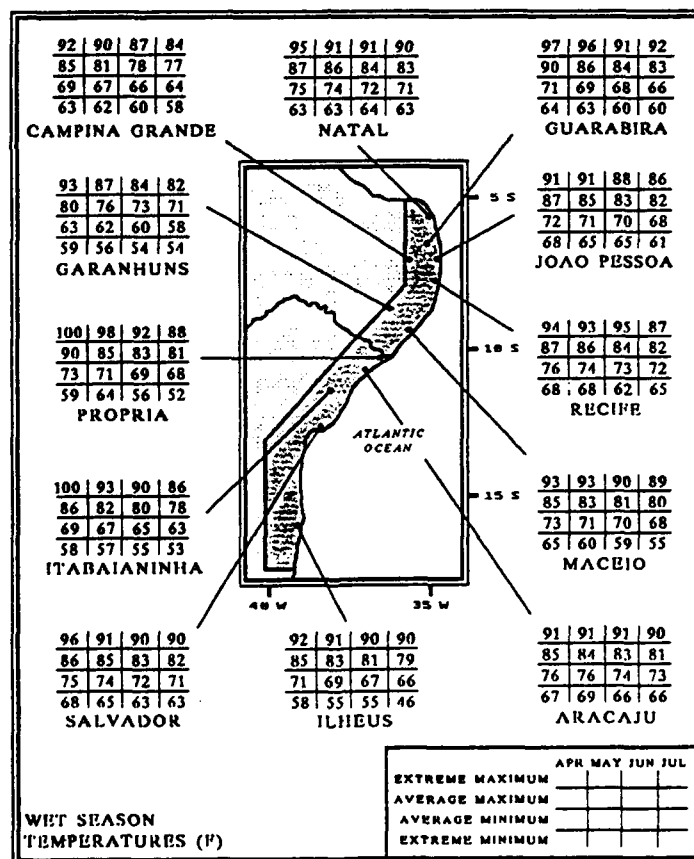 92 90 87 84
85 81 78 77
69 67 66 64
63 62 60 58
CAMPINA GRANDE
95 91 91 90
87 86 84 83
75 74 72 71
63 63 64 63
NATAL
97 96 91 92
90 86 84 83
71 69 68 66
64 63 60 60
GUARABIRA
93 87 84 82
80 76 73 71
63 62 60 58
59 56 54 54
GARANHUNS
5 S
91 91 88 86
87 85 83 82
72 71 70 68
68 65 65 61
JOAO PESSOA
100 98 92 88
90 85 83 81
73 71 69 68
59 64 56 52
PROPRIA
10 S
94 93 95 87
87 86 84 82
76 74 73 72
68 68 62 65
RECIFE
ATLANTIC
OCEAN
100 93 90 86
86 82 80 78
69 67 65 63
58 57 55 53
ITABAIANINHA
15 S
93 93 90 89
85 83 81 80
73 71 70 68
65 60 59 55
MACEIO
40 W
35 W
96 91 90 90
86 85 83 82
75 74 72 71
68 65 63 63
SALVADOR
92 91 90 90
85 83 81 79
71 69 67 66
58 55 55 46
ILHEUS
91 91 91 90
85 84 83 81
76 76 74 73
67 69 66 66
ARACAJU
WET SEASON
TEMPERATURES (F)
APR MAY JUN JUL
EXTREME MAXIMUM
AVERAGE MAXIMUM
AVERAGE MINIMUM
EXTREME MINIMUM